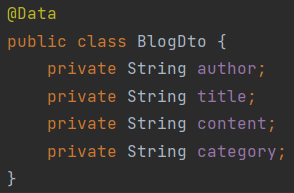 @Data
public class BlogDto {
    private String author;
    private String title;
    private String content;
    private String category;
}